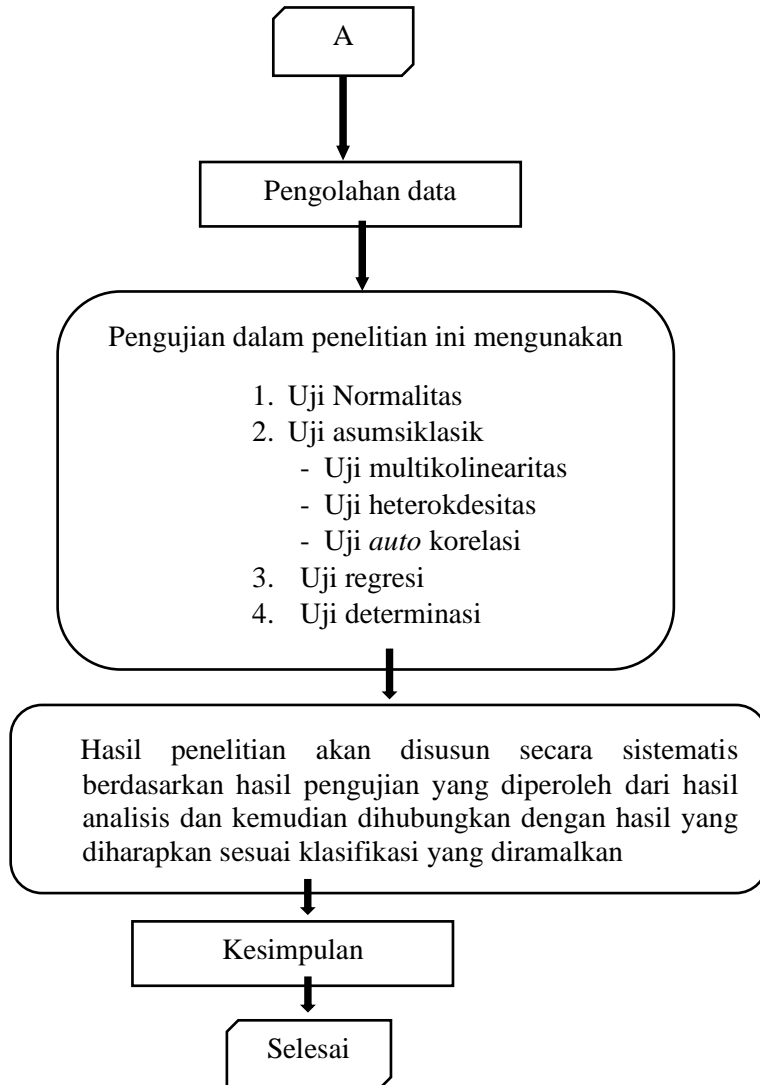 A
Pengolahan data
Pengujian dalam penelitian ini mengunakan
1. Uji Normalitas
2. Uji asumsiklasik
- Uji multikolinearitas
- Uji heterokdesitas
- Uji auto korelasi
3. Uji regresi
4. Uji determinasi
Hasil penelitian akan disusun secara sistematis
berdasarkan hasil pengujian yang diperoleh dari hasil
analisis dan kemudian dihubungkan dengan hasil yang
diharapkan sesuai klasifikasi yang diramalkan
Kesimpulan
Selesai